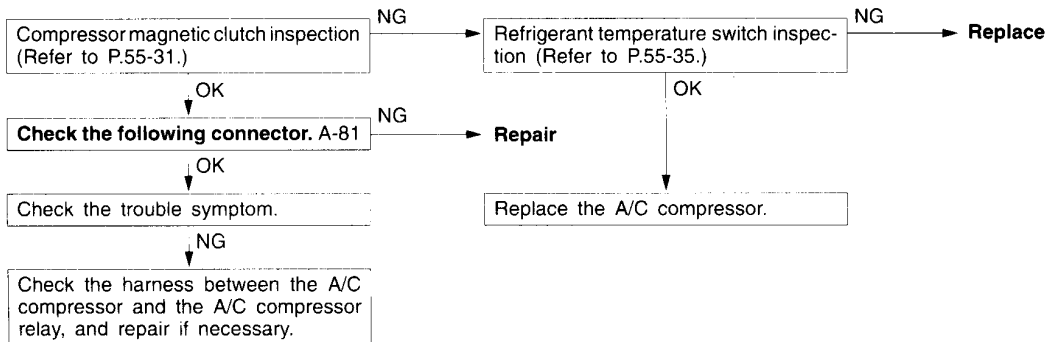 NG
NG
Compressor magnetic clutch inspection
(Refer to P.55-31.)
Refrigerant temperature switch inspec-
tion (Refer to P.55-35.)
Replace
OK
OK
NG
Check the following connector. A-81
Repair
OK
Check the trouble symptom.
Replace the A/C compressor.
NG
Check the harness between the A/C
compressor and the A/C compressor
relay, and repair if necessary.